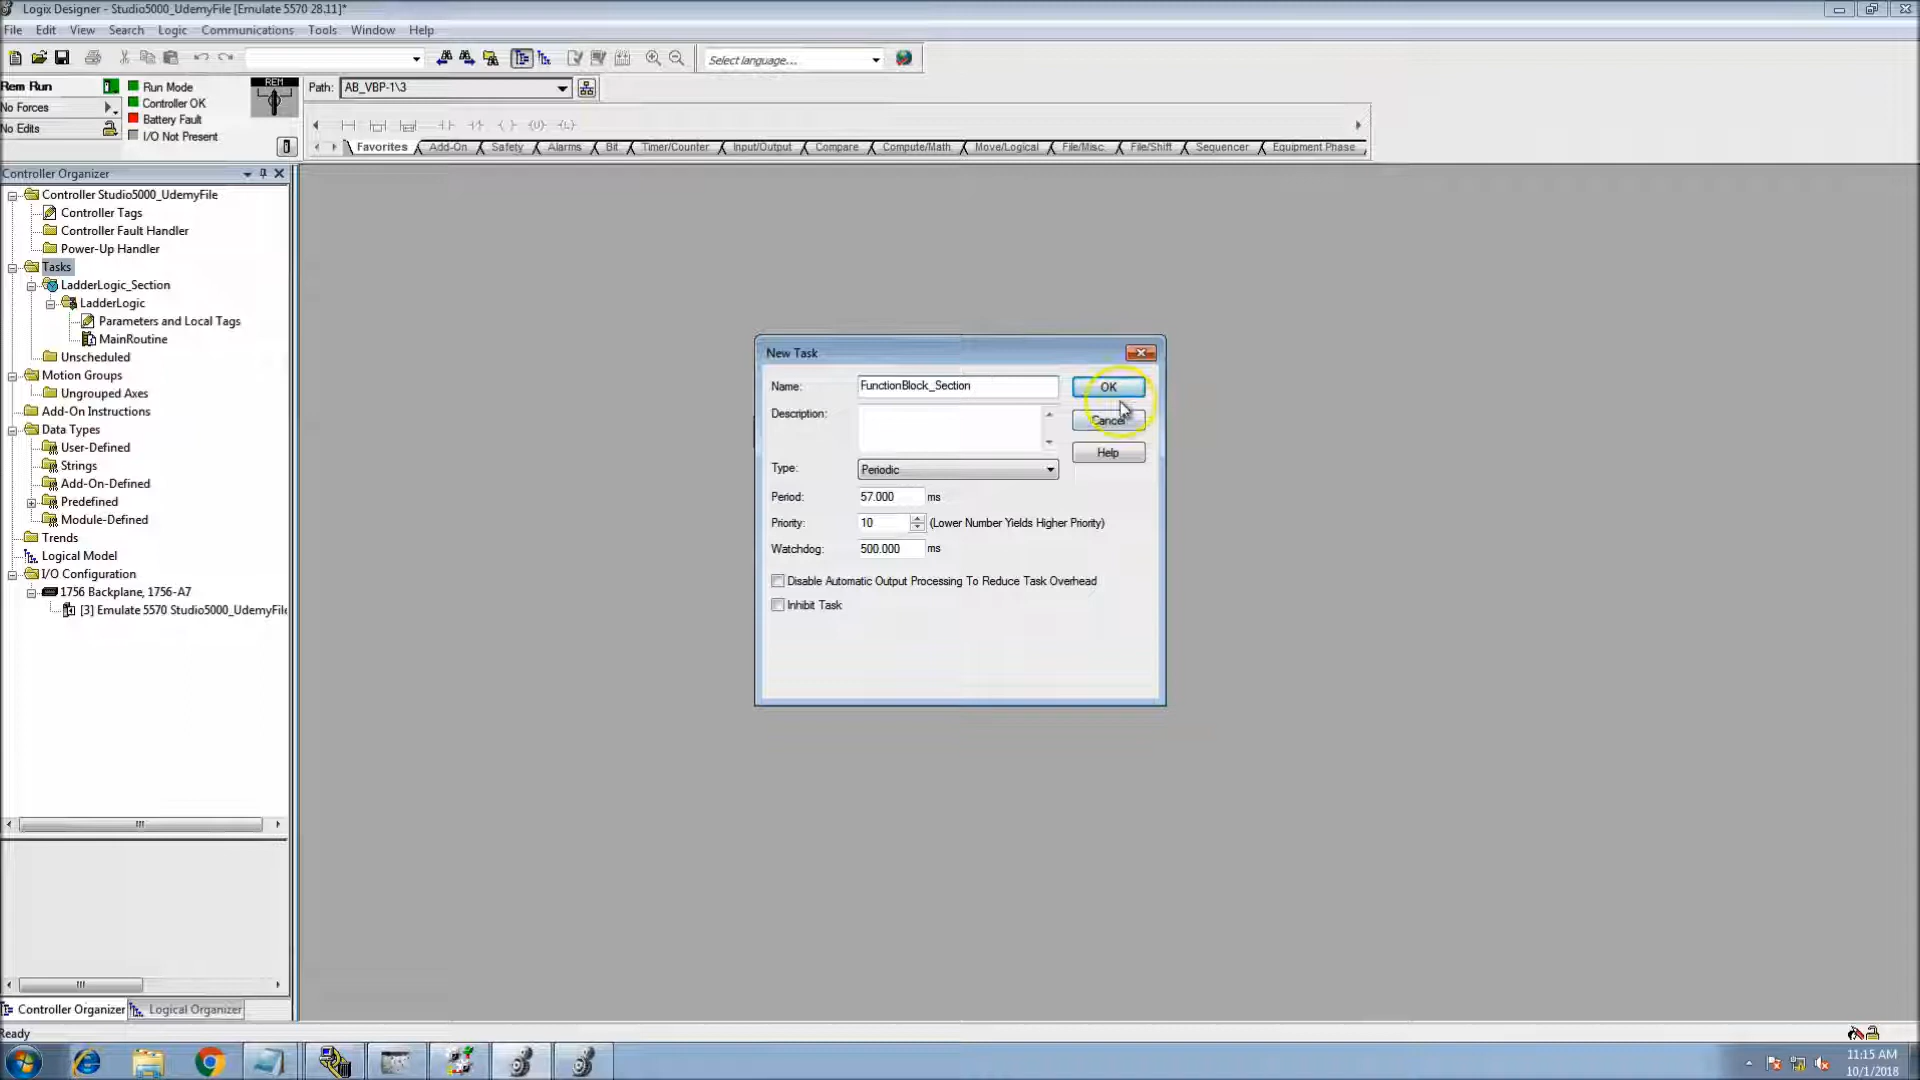 Logix Designer - Studio5000_UdemyFile [Emulate 5570 28.11]*
File Edit View Search Logic Communications Tools Window Help
Select language...
Rem Run
No Forces
No Edits
Run Mode
Controller OK
Battery Fault
I/O Not Present
REM
Path: AB_VBP-1\3
Favorites Add-On Safety Alarms Bit Timer/Counter Input/Output Compare Compute/Math Move/Logical File/Misc. File/Shift Sequencer Equipment Phase
Controller Organizer
Controller Studio5000_UdemyFile
Controller Tags
Controller Fault Handler
Power-Up Handler
Tasks
LadderLogic_Section
LadderLogic
Parameters and Local Tags
MainRoutine
Unscheduled
Motion Groups
Ungrouped Axes
Add-On Instructions
Data Types
User-Defined
Strings
Add-On-Defined
Predefined
Module-Defined
Trends
Logical Model
I/O Configuration
1756 Backplane, 1756-A7
[3] Emulate 5570 Studio5000_UdemyFile
New Task
Name: FunctionBlock_Section OK
Description: Cancel
Help
Type: Periodic
Period: 57.000 ms
Priority: 10 (Lower Number Yields Higher Priority)
Watchdog: 500.000 ms
Disable Automatic Output Processing To Reduce Task Overhead
Inhibit Task
Controller Organizer Logical Organizer
Ready
11:15 AM
10/1/2018